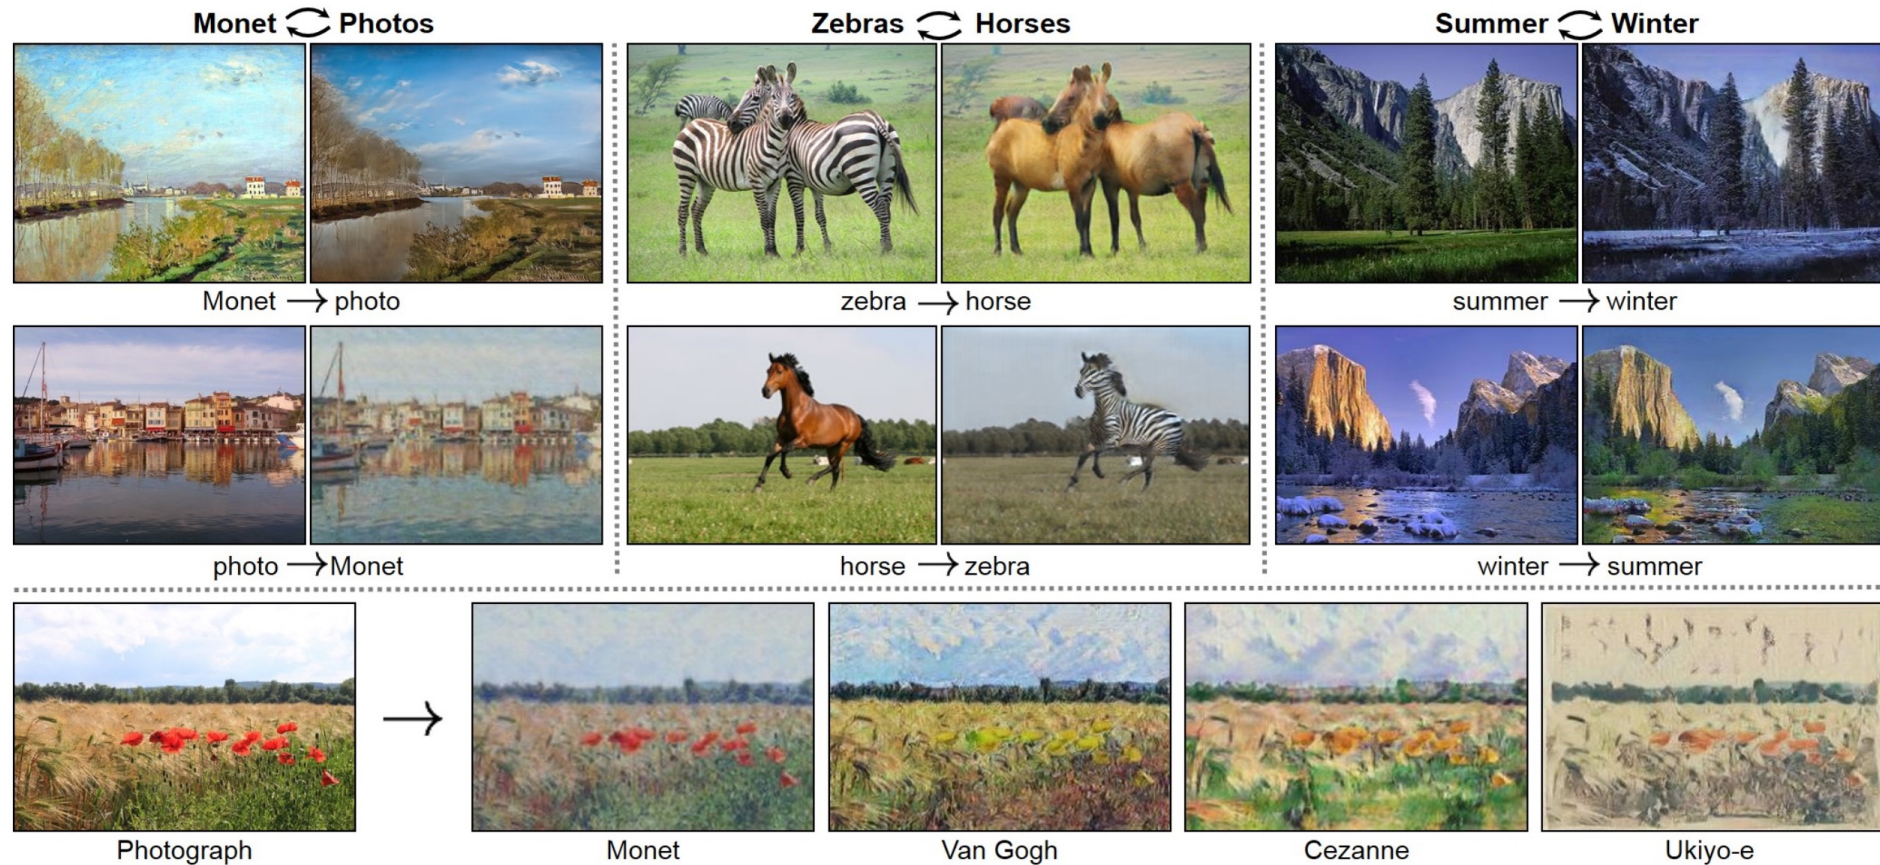 Monet Photos
Zebras Horses
Summer Winter
Monet → photo
zebra → horse
summer → winter
photo → Monet
horse → zebra
winter → summer
Photograph
Monet
Van Gogh
Cezanne
Ukiyo-e